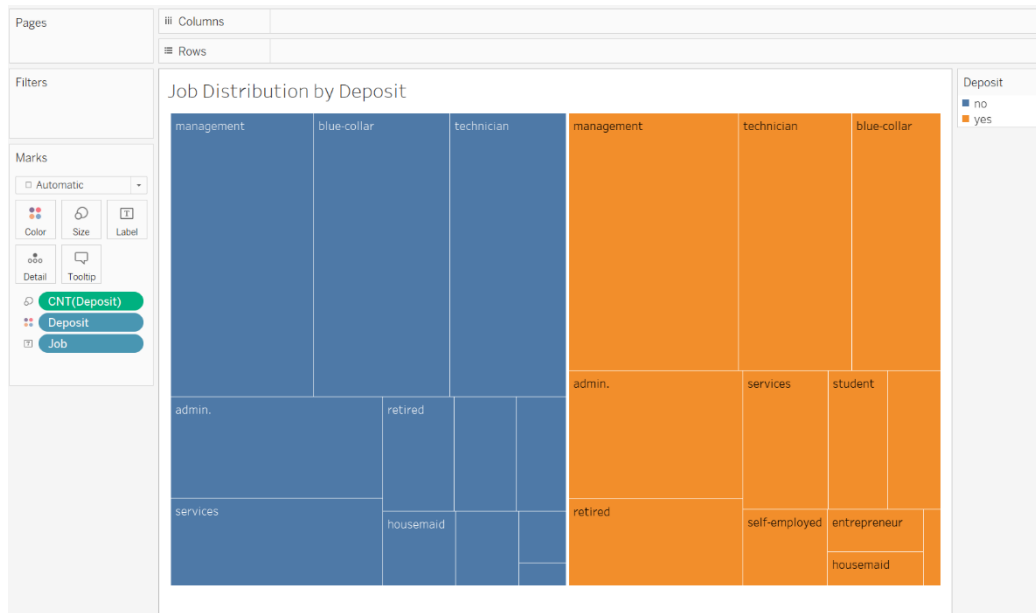 Pages
Columns
Rows
Filters
Marks
Automatic
Color
Size
Label
Detail
Tooltip
CNT(Deposit)
Deposit
Job
Job Distribution by Deposit
management
blue-collar
technician
admin.
retired
services
housemaid
management
technician
blue-collar
admin.
services
student
retired
self-employed
entrepreneur
housemaid
Deposit
no
yes